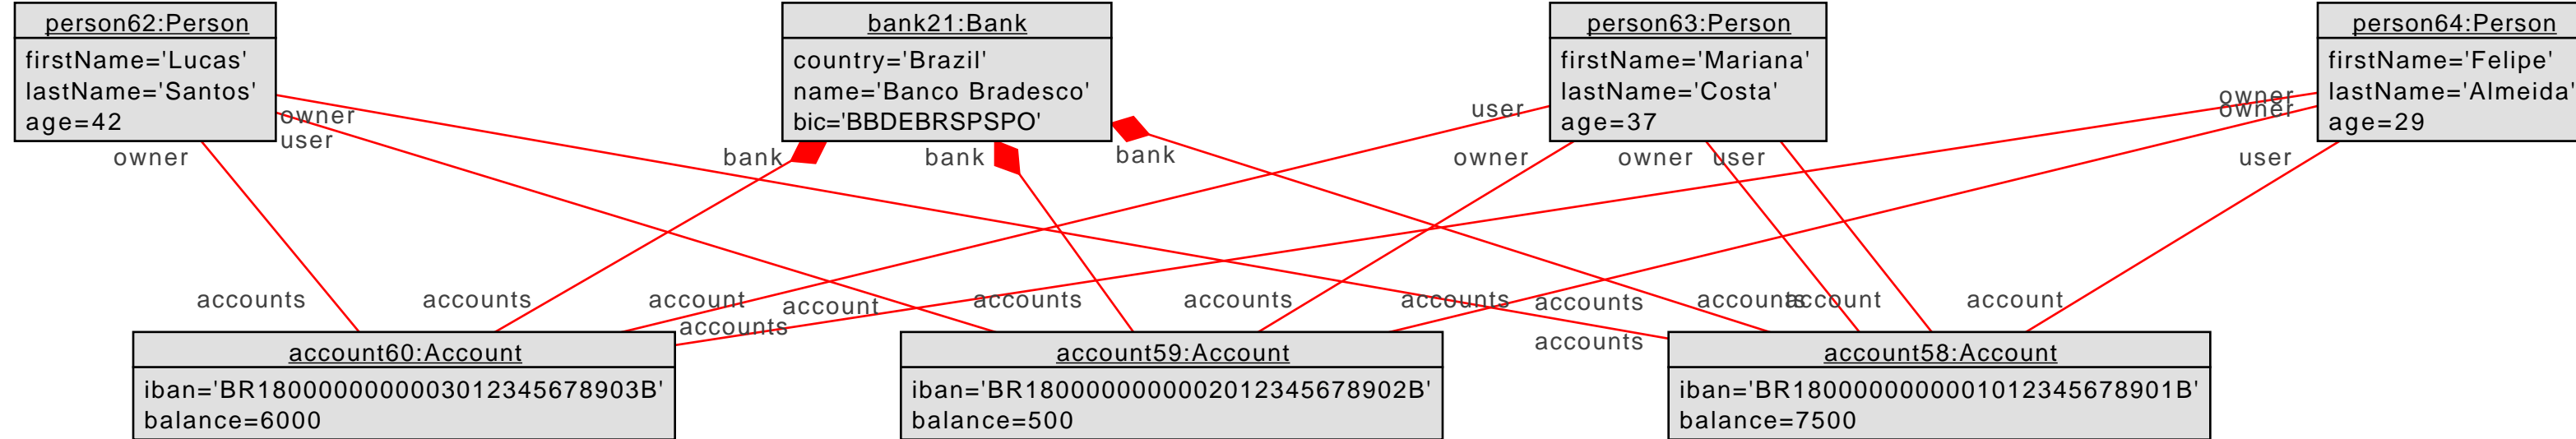 person62:Person
firstName='Lucas'
lastName='Santos'
age=42
bank21:Bank
country='Brazil'
name='Banco Bradesco'
bic='BBDEBRSPSPO'
person63:Person
firstName='Mariana'
lastName='Costa'
age=37
person64:Person
firstName='Felipe'
lastName='Almeida'
age=29
owner
user
owner
bank
bank
bank
user
owner
owner
user
owner
owner
user
accounts
accounts
account
accounts
account
accounts
accounts
accounts
accounts
accounts
accounts
account
account
account60:Account
iban='BR1800000000003012345678903B'
balance=6000
account59:Account
iban='BR1800000000002012345678902B'
balance=500
account58:Account
iban='BR1800000000001012345678901B'
balance=7500